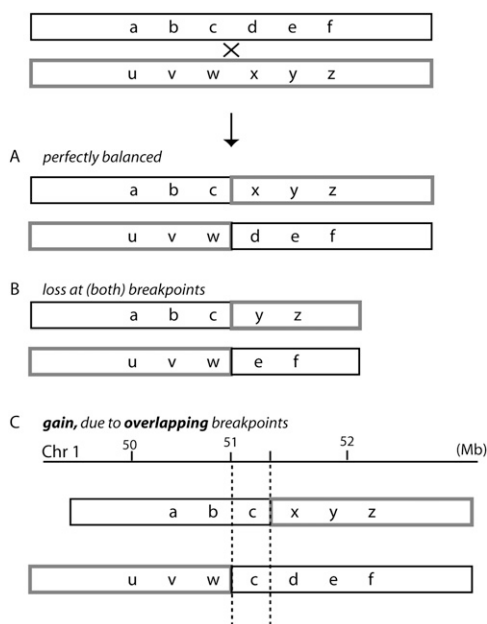 a b c d e f
u v w x y z
A perfectly balanced
a b c x y z
u v w d e f
B loss at (both) breakpoints
a b c y z
u v w e f
C gain, due to overlapping breakpoints
Chr 1 50 51 52 (Mb)
a b c x y z
u v w c d e f